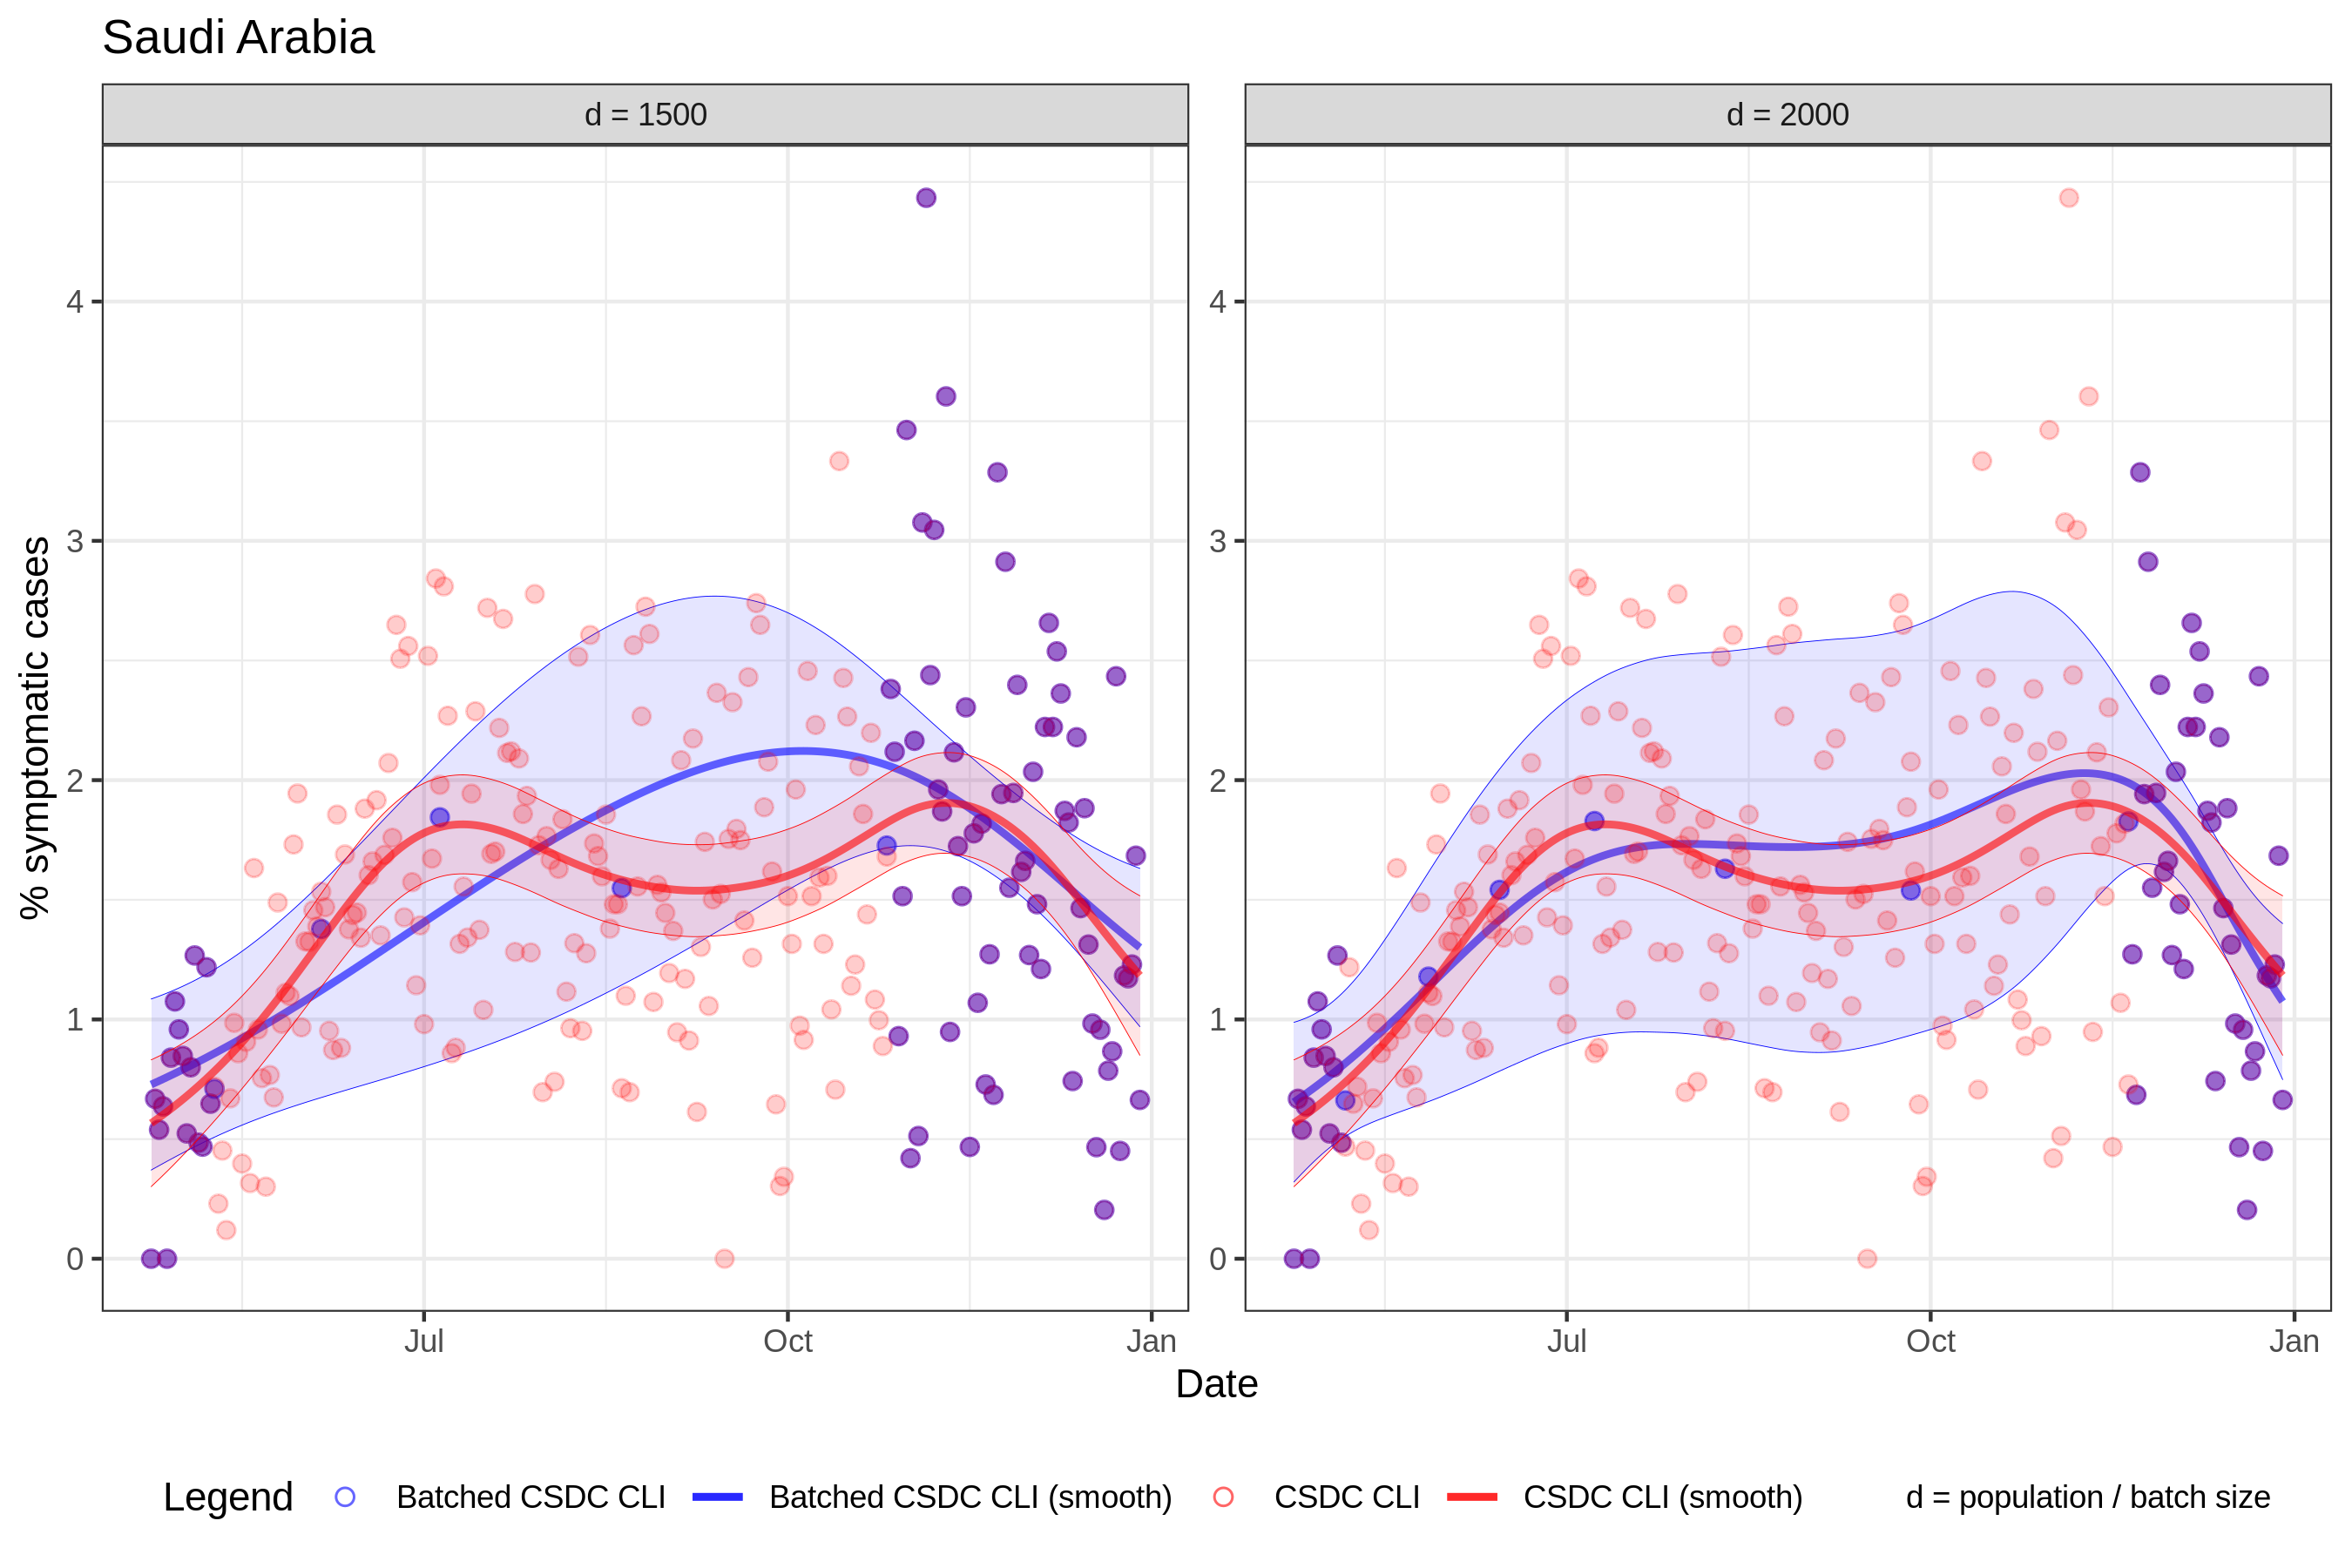 Saudi Arabia
d = 1500
d = 2000
% symptomatic cases
4
3
2
1
0
4
3
2
1
0
Jul
Oct
Jan
Jul
Oct
Jan
Date
Legend
Batched CSDC CLI
Batched CSDC CLI (smooth)
CSDC CLI
CSDC CLI (smooth)
d = population / batch size